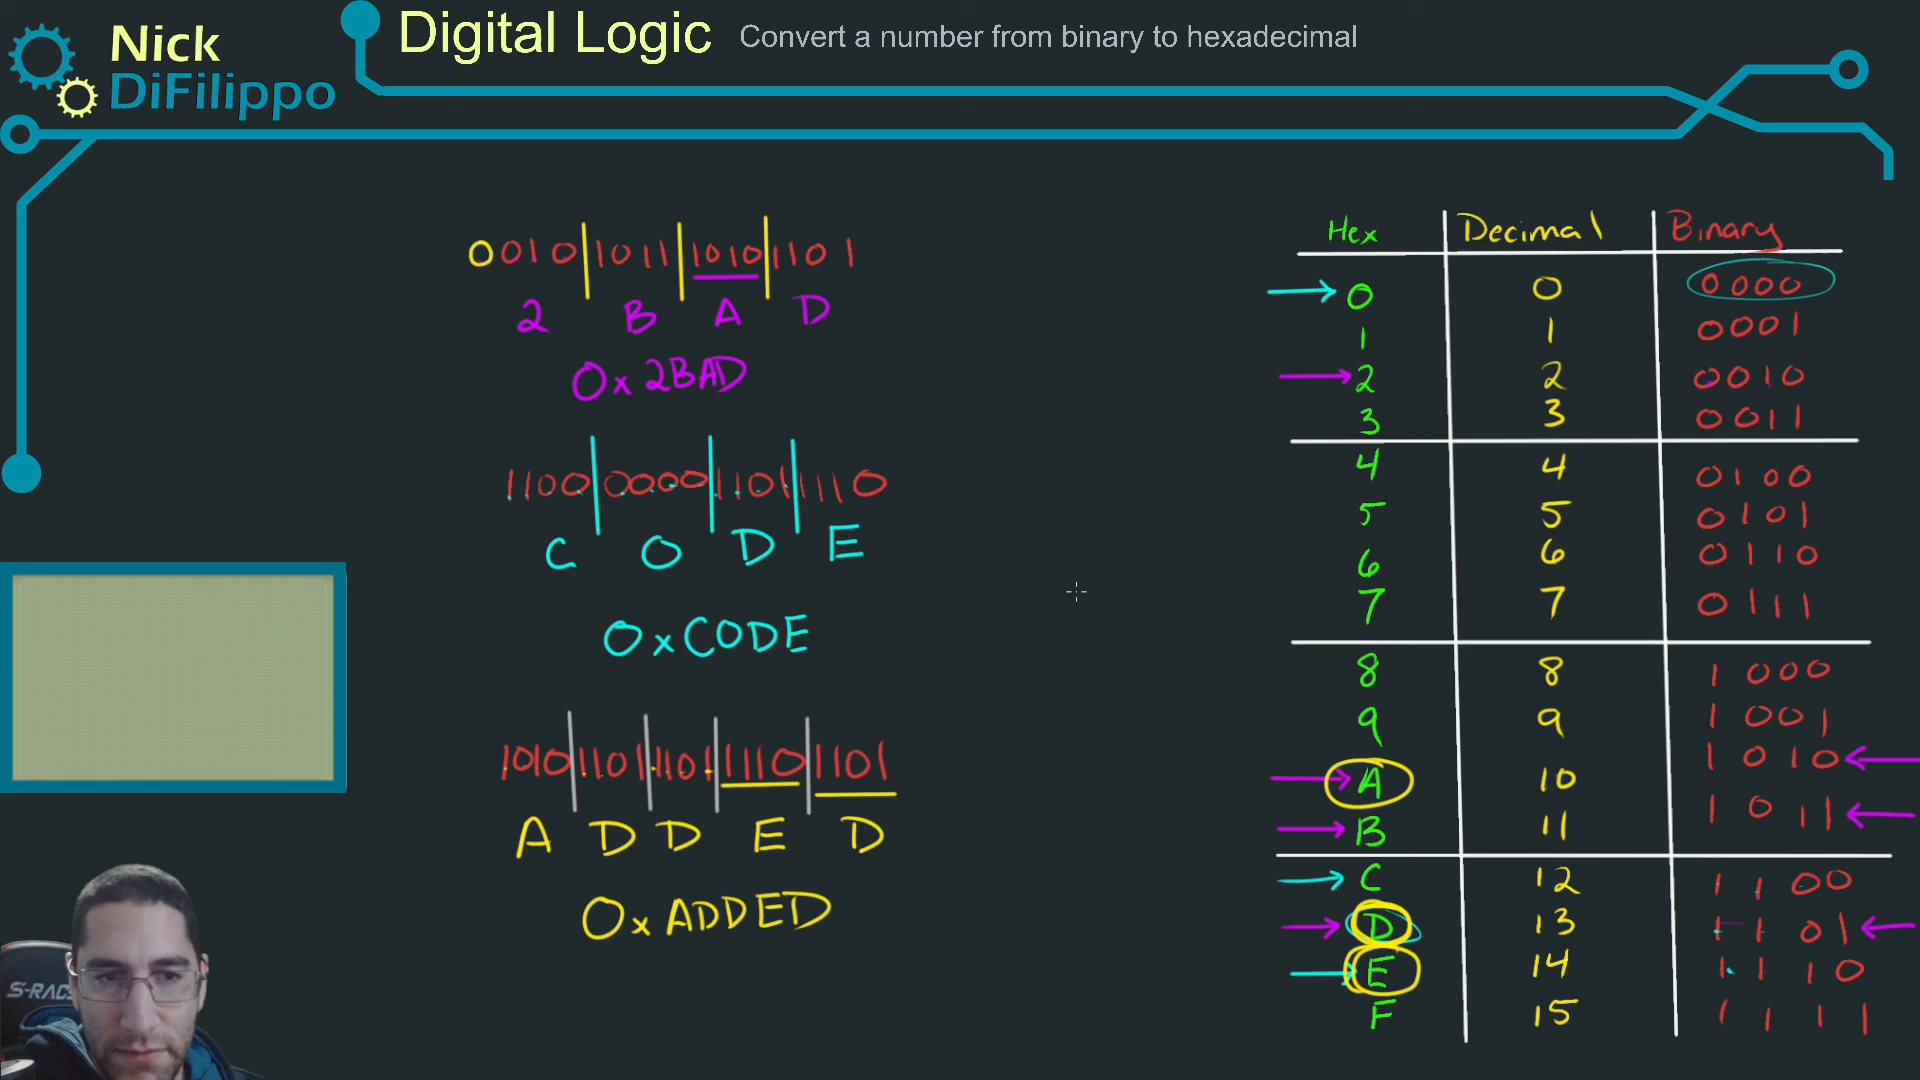 Nick
DiFilippo
Digital Logic
Convert a number from binary to hexadecimal
0010|1011|1010|1101
2 B A D
0x2BAD
1100|0000|1101|1110
C 0 D E
0xC0DE
1010|1101|1101|1110|1101
A D D E D
0xADDED
Hex Decimal Binary
0 0 0000
1 1 0001
2 2 0010
3 3 0011
4 4 0100
5 5 0101
6 6 0110
7 7 0111
8 8 1000
9 9 1001
A 10 1010
B 11 1011
C 12 1100
D 13 1101
E 14 1110
F 15 1111